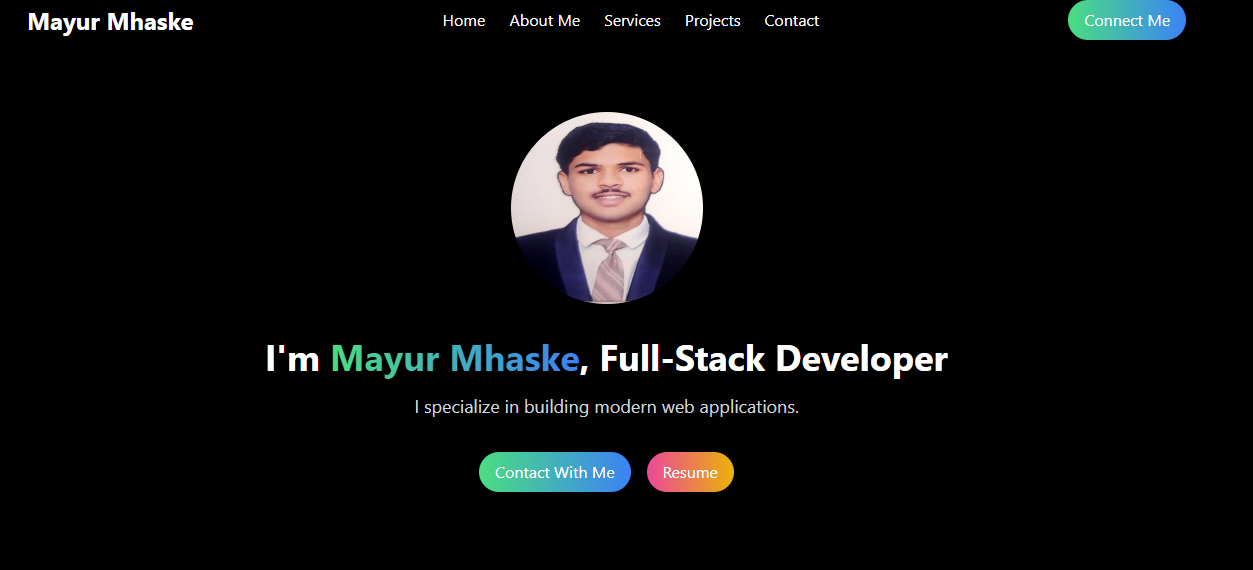 Mayur Mhaske
Home About Me Services Projects Contact
Connect Me
I'm Mayur Mhaske, Full-Stack Developer
I specialize in building modern web applications.
Contact With Me
Resume